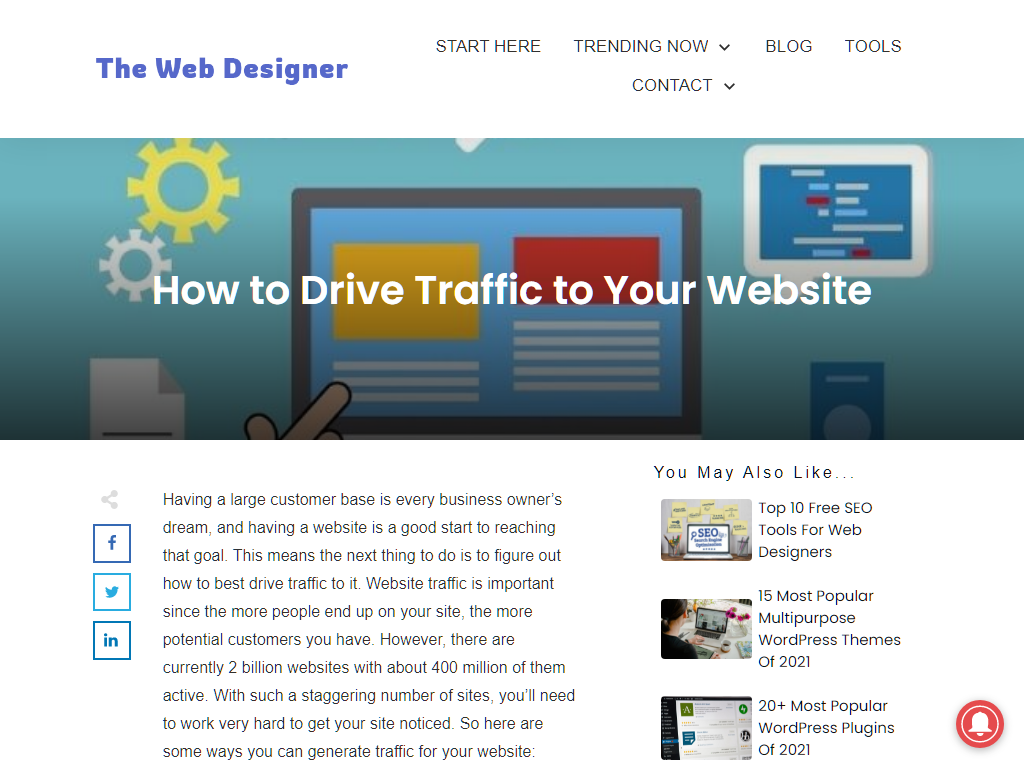 The Web Designer
START HERE
TRENDING NOW
BLOG
TOOLS
CONTACT
How to Drive Traffic to Your Website
Having a large customer base is every business owner’s
dream, and having a website is a good start to reaching
that goal. This means the next thing to do is to figure out
how to best drive traffic to it. Website traffic is important
since the more people end up on your site, the more
potential customers you have. However, there are
currently 2 billion websites with about 400 million of them
active. With such a staggering number of sites, you’ll need
to work very hard to get your site noticed. So here are
some ways you can generate traffic for your website:
You May Also Like...
SEO
Top 10 Free SEO
Tools For Web
Designers
15 Most Popular
Multipurpose
WordPress Themes
Of 2021
20+ Most Popular
WordPress Plugins
Of 2021